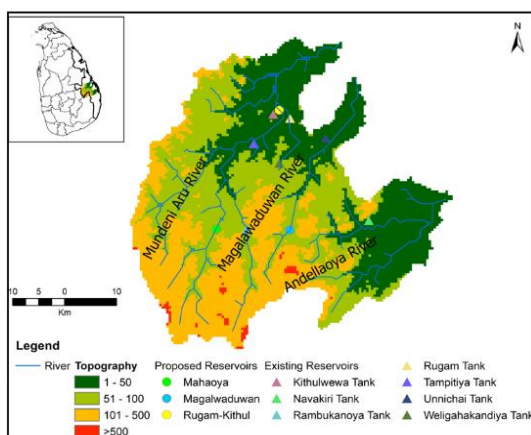 N
Mundeni Aru River
Magalawaduwan River
Andellaoya River
10 5 0 10
Km
Legend
River
Topography
1 - 50
51 - 100
101 - 500
>500
Proposed Reservoirs
Mahaoya
Magalwaduwan
Rugam-Kithul
Existing Reservoirs
Kithulwewa Tank
Navakiri Tank
Rambukanoya Tank
Rugam Tank
Tampitiya Tank
Unnichai Tank
Weligahakandiya Tank